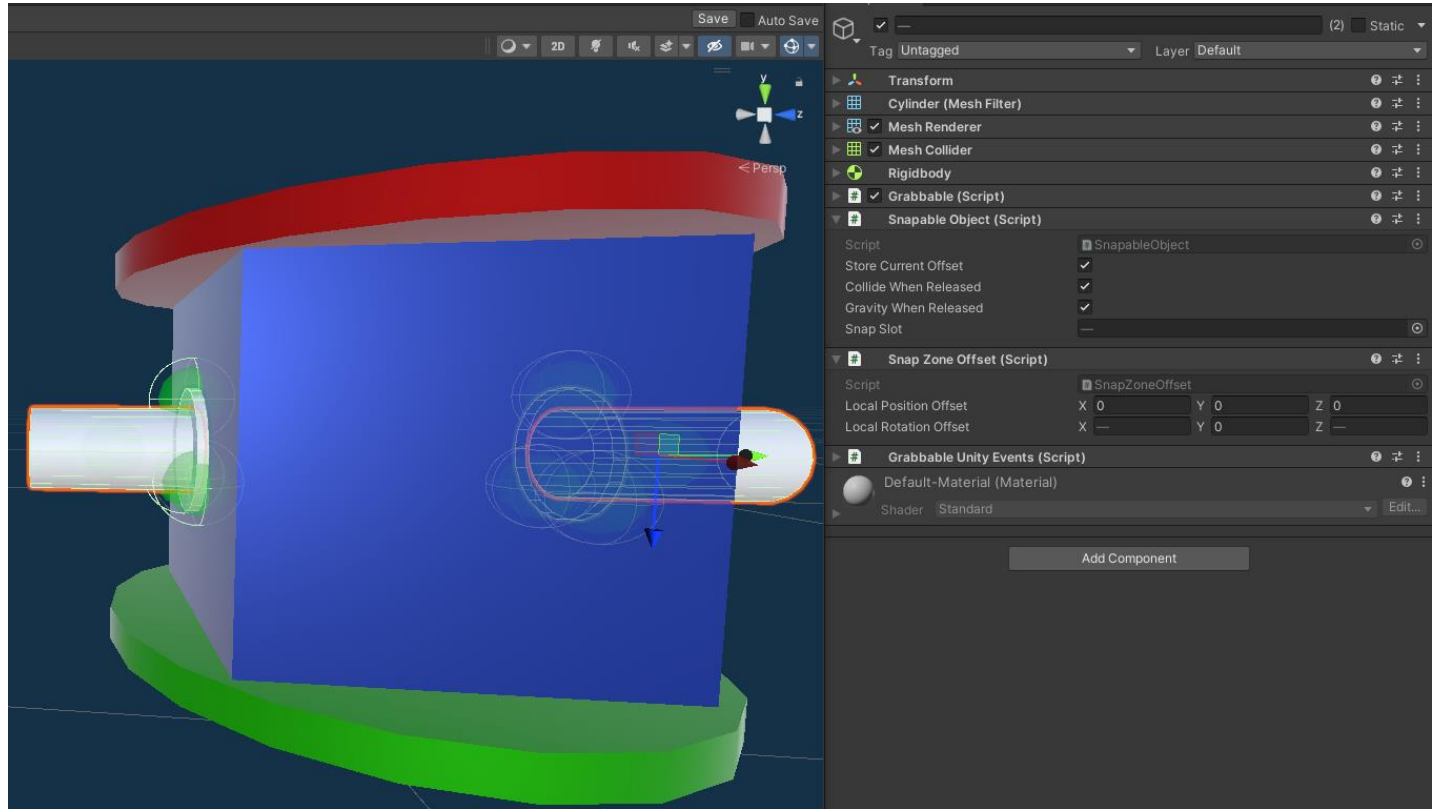 Save Auto Save
2D
y
z
< Persp
— (2) Static
Tag Untagged Layer Default
Transform
Cylinder (Mesh Filter)
Mesh Renderer
Mesh Collider
Rigidbody
# Grabbable (Script)
# Snapable Object (Script)
Script SnapableObject
Store Current Offset
Collide When Released
Gravity When Released
Snap Slot —
# Snap Zone Offset (Script)
Script SnapZoneOffset
Local Position Offset X 0 Y 0 Z 0
Local Rotation Offset X — Y 0 Z —
# Grabbable Unity Events (Script)
Default-Material (Material)
Shader Standard Edit...
Add Component